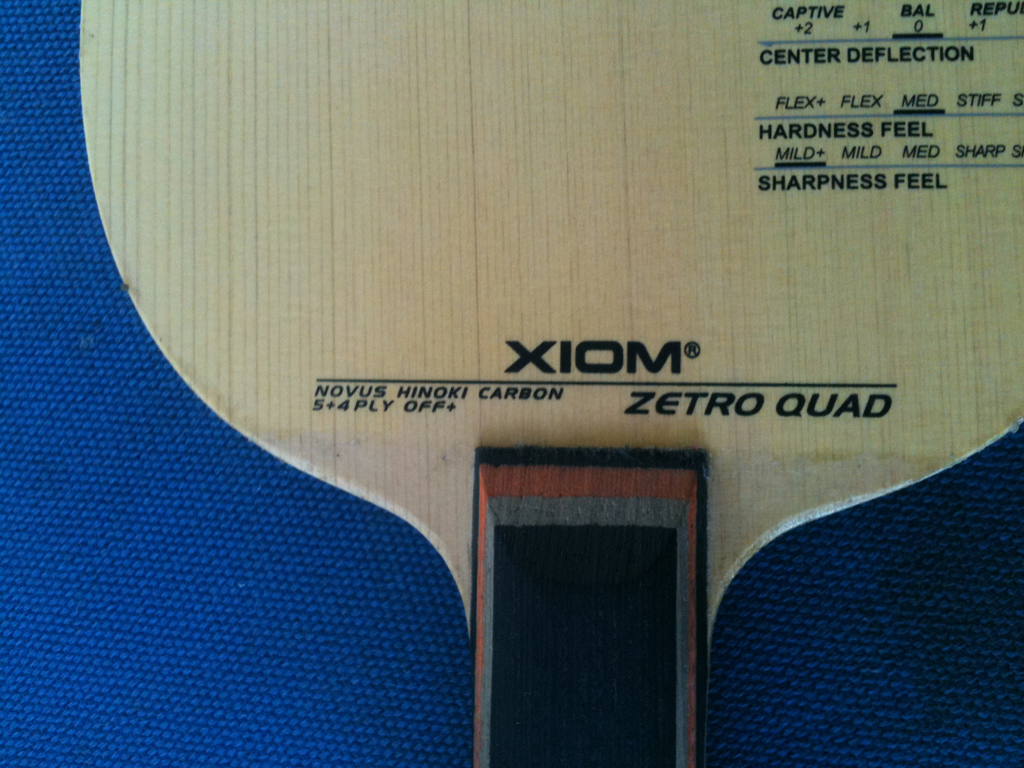 CAPTIVE BAL REPUL
+2 +1 0 +1
CENTER DEFLECTION
FLEX+ FLEX MED STIFF S
HARDNESS FEEL
MILD+ MILD MED SHARP SH
SHARPNESS FEEL
XIOM®
NOVUS HINOKI CARBON
5+4 PLY OFF+
ZETRO QUAD